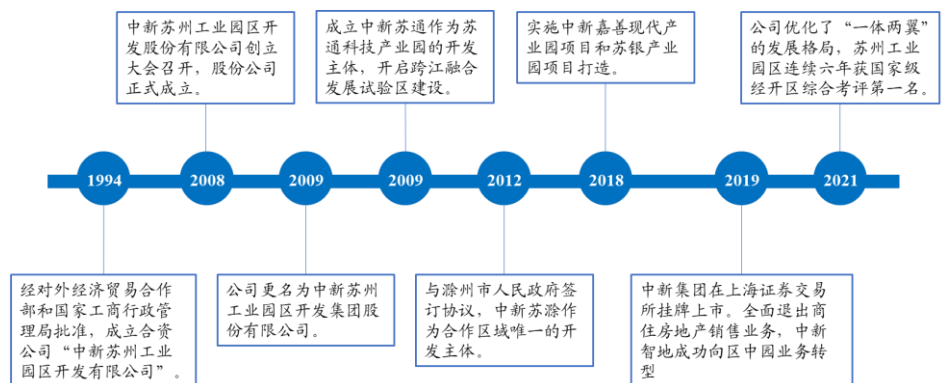 中新苏州工业园区开
发股份有限公司创立
大会召开，股份公司
正式成立。
成立中新苏通作为苏
通科技产业园的开发
主体，开启跨江融合
发展试验区建设。
实施中新嘉善现代产
业园项目和苏银产业
园项目打造。
公司优化了“一体两翼”
的发展格局，苏州工业
园区连续六年获国家级
经开区综合考评第一名。
1994
2008
2009
2009
2012
2018
2019
2021
经对外经济贸易合作
部和国家工商行政管
理局批准，成立合资
公司“中新苏州工业
园区开发有限公司”。
公司更名为中新苏州
工业园区开发集团股
份有限公司。
与滁州市人民政府签
订协议，中新苏滁作
为合作区域唯一的开
发主体。
中新集团在上海证券交易
所挂牌上市。全面退出商
住房地产销售业务，中新
智地成功向区中园业务转
型